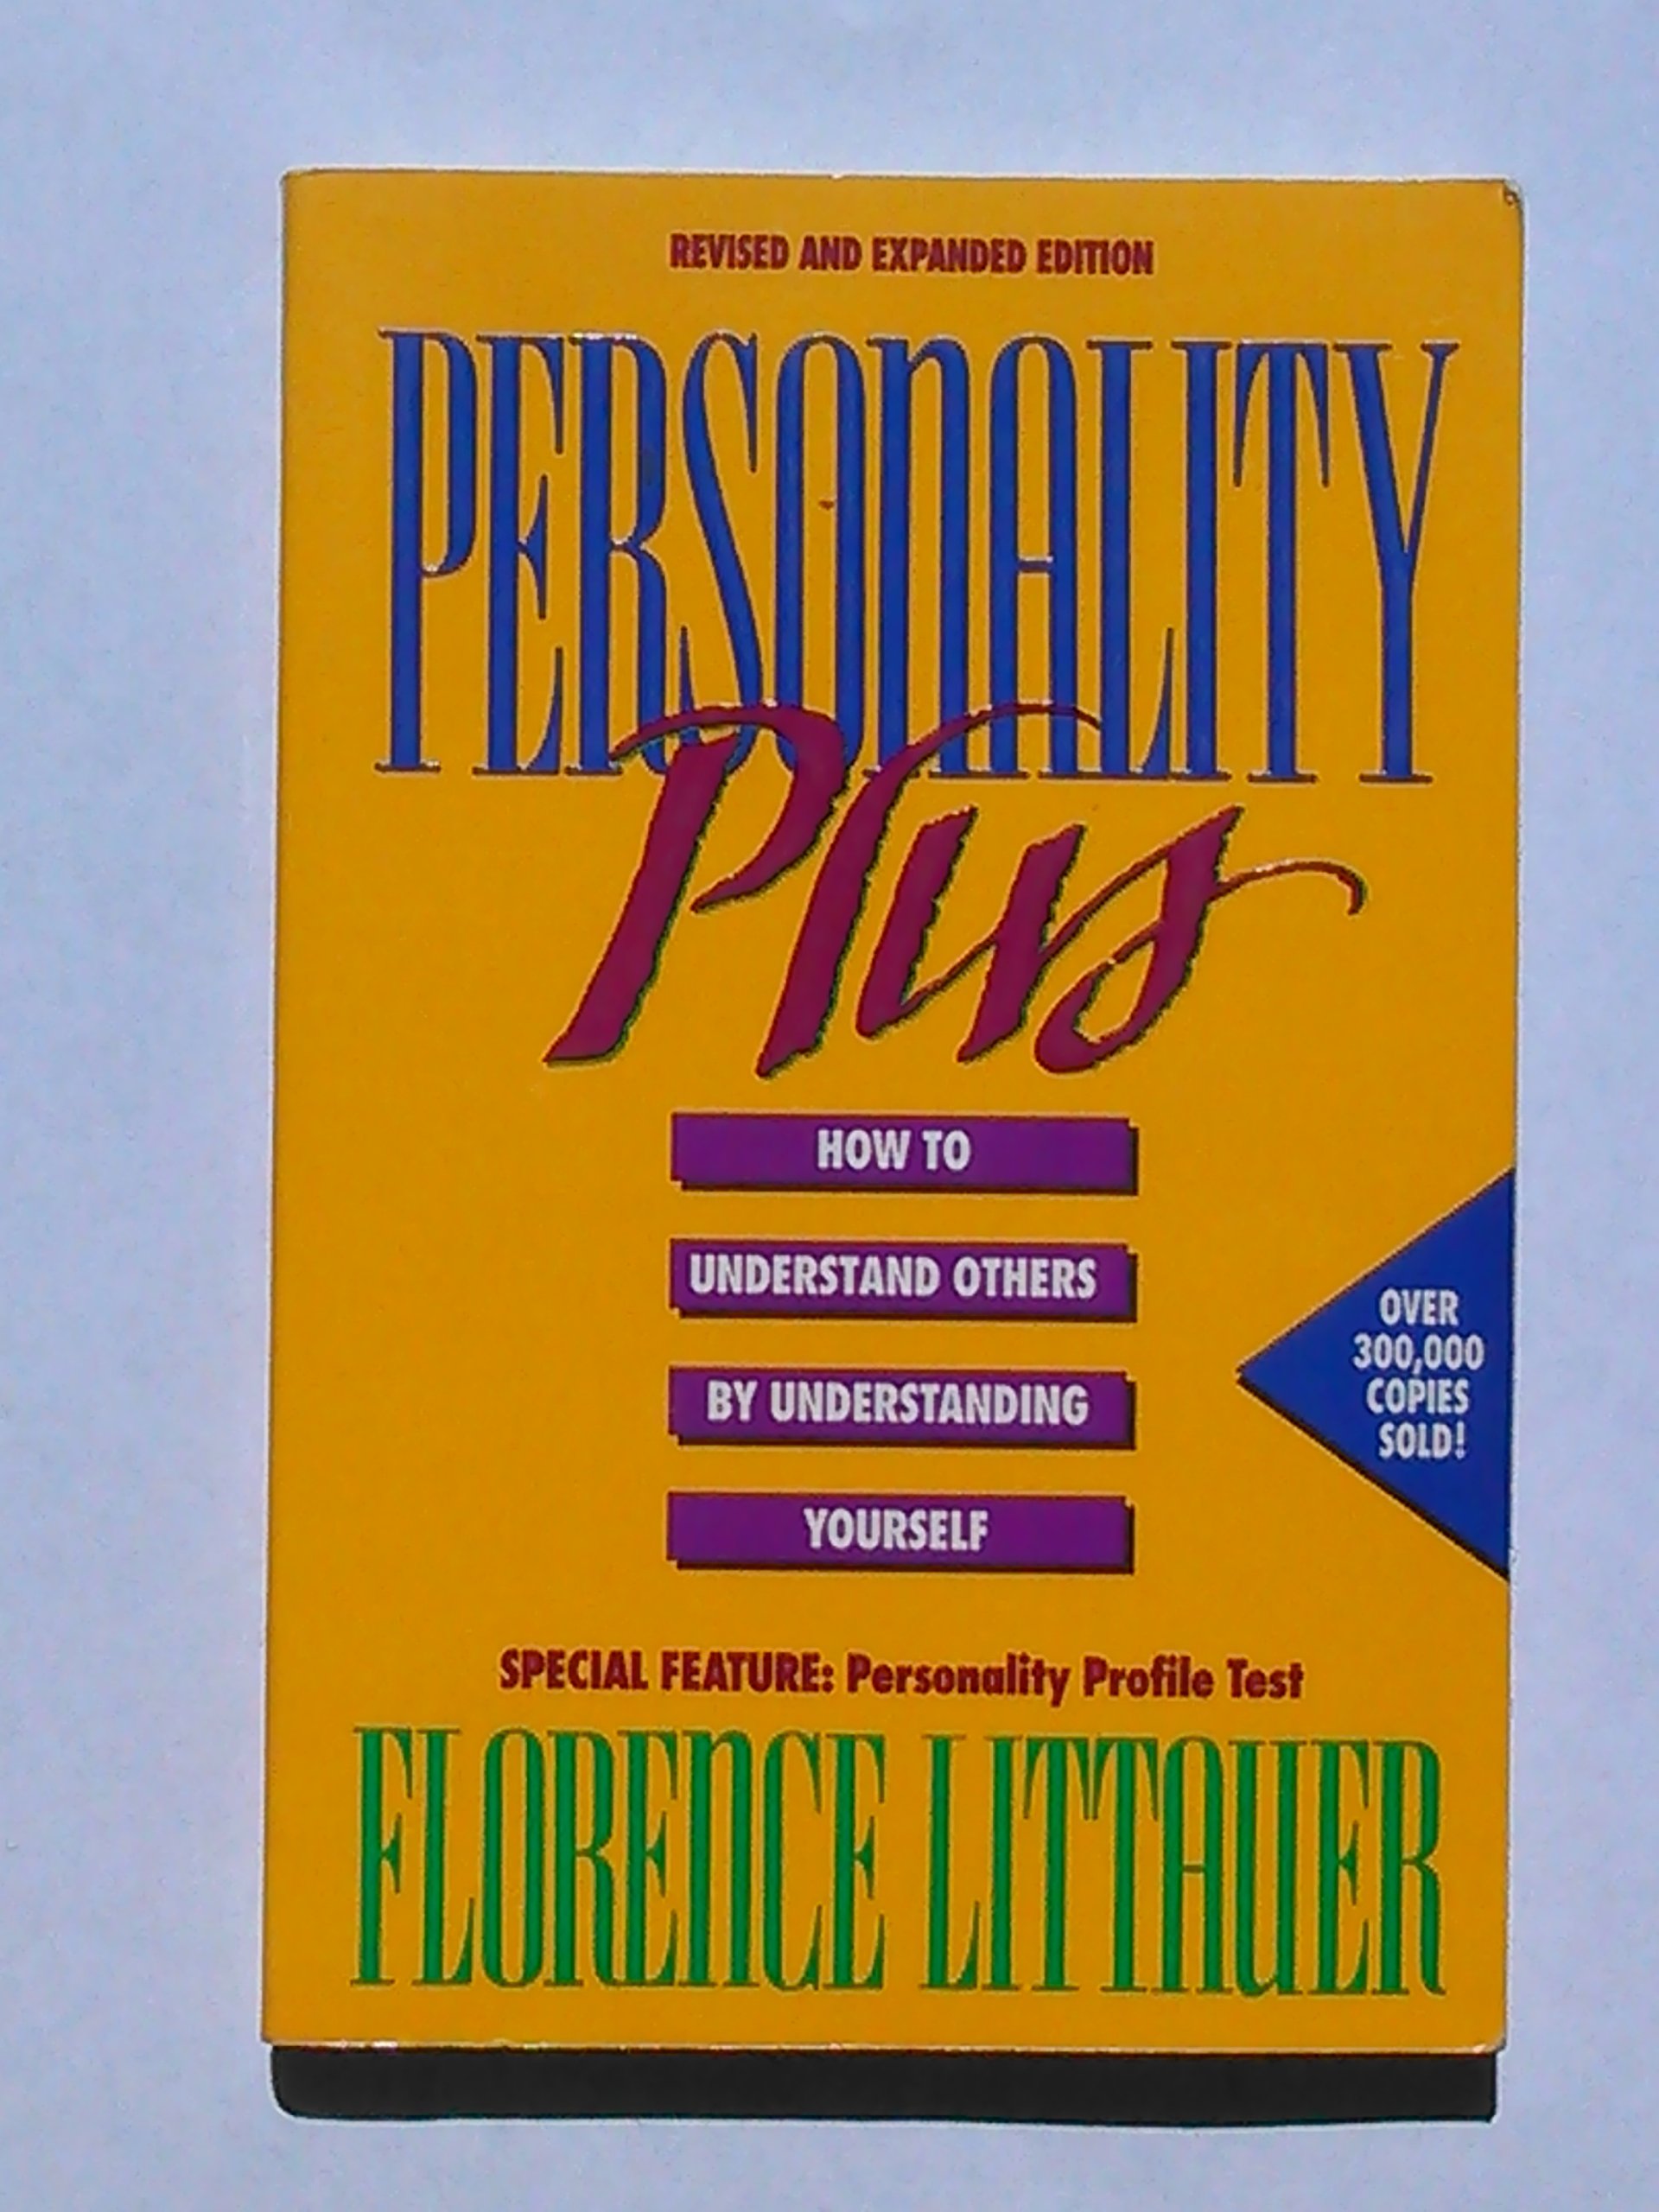 REVISED AND EXPANDED EDITION
PERSONALITY
Plus
HOW TO
UNDERSTAND OTHERS
BY UNDERSTANDING
YOURSELF
OVER
300,000
COPIES
SOLD!
SPECIAL FEATURE: Personality Profile Test
FLORENCE LITTAUER